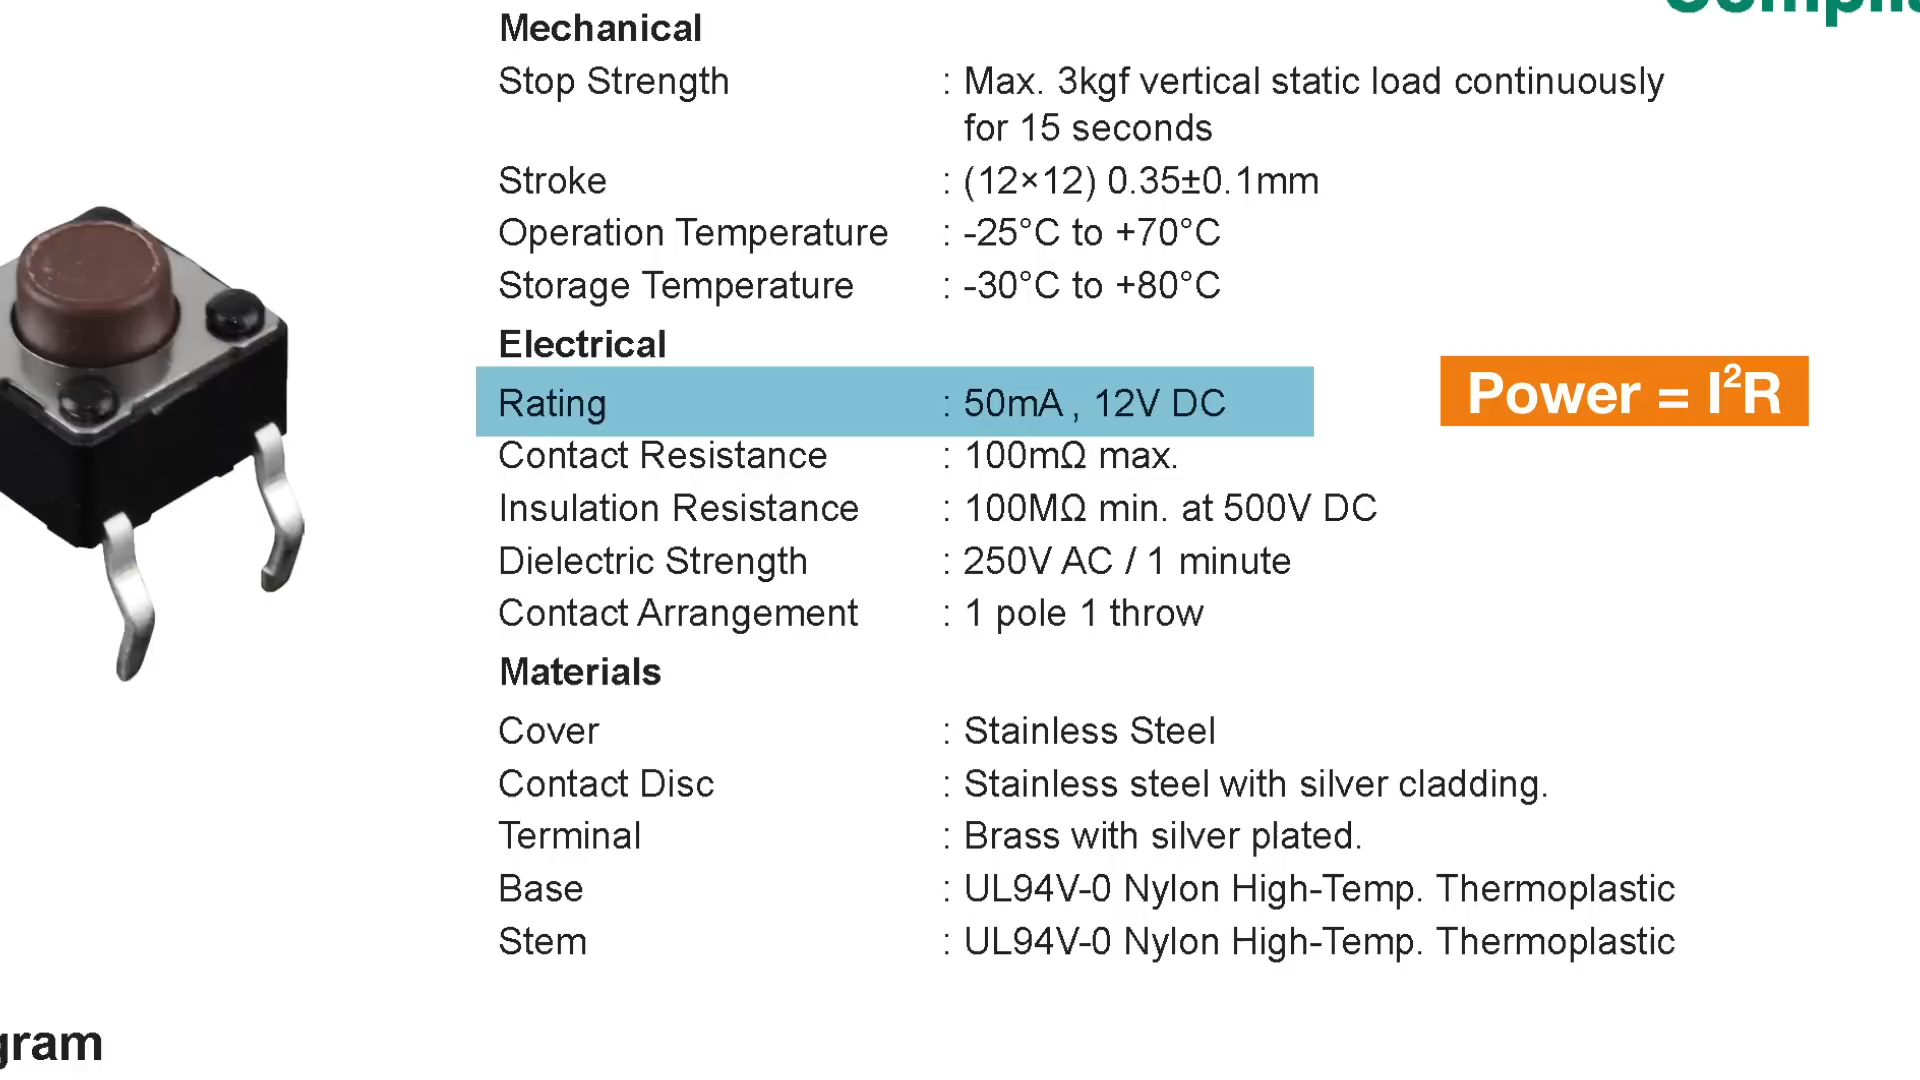 Mechanical
Stop Strength : Max. 3kgf vertical static load continuously
for 15 seconds
Stroke : (12×12) 0.35±0.1mm
Operation Temperature : -25°C to +70°C
Storage Temperature : -30°C to +80°C
Electrical
Rating : 50mA , 12V DC
Power = I²R
Contact Resistance : 100mΩ max.
Insulation Resistance : 100MΩ min. at 500V DC
Dielectric Strength : 250V AC / 1 minute
Contact Arrangement : 1 pole 1 throw
Materials
Cover : Stainless Steel
Contact Disc : Stainless steel with silver cladding.
Terminal : Brass with silver plated.
Base : UL94V-0 Nylon High-Temp. Thermoplastic
Stem : UL94V-0 Nylon High-Temp. Thermoplastic
gram